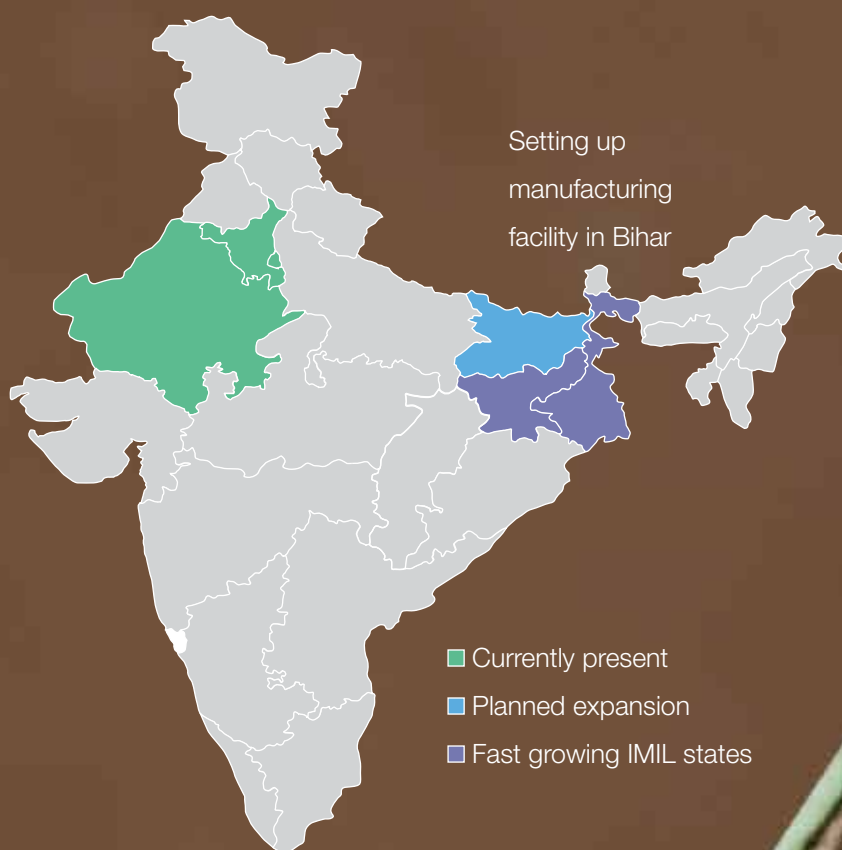 Setting up
manufacturing
facility in Bihar
Currently present
Planned expansion
Fast growing IMIL states